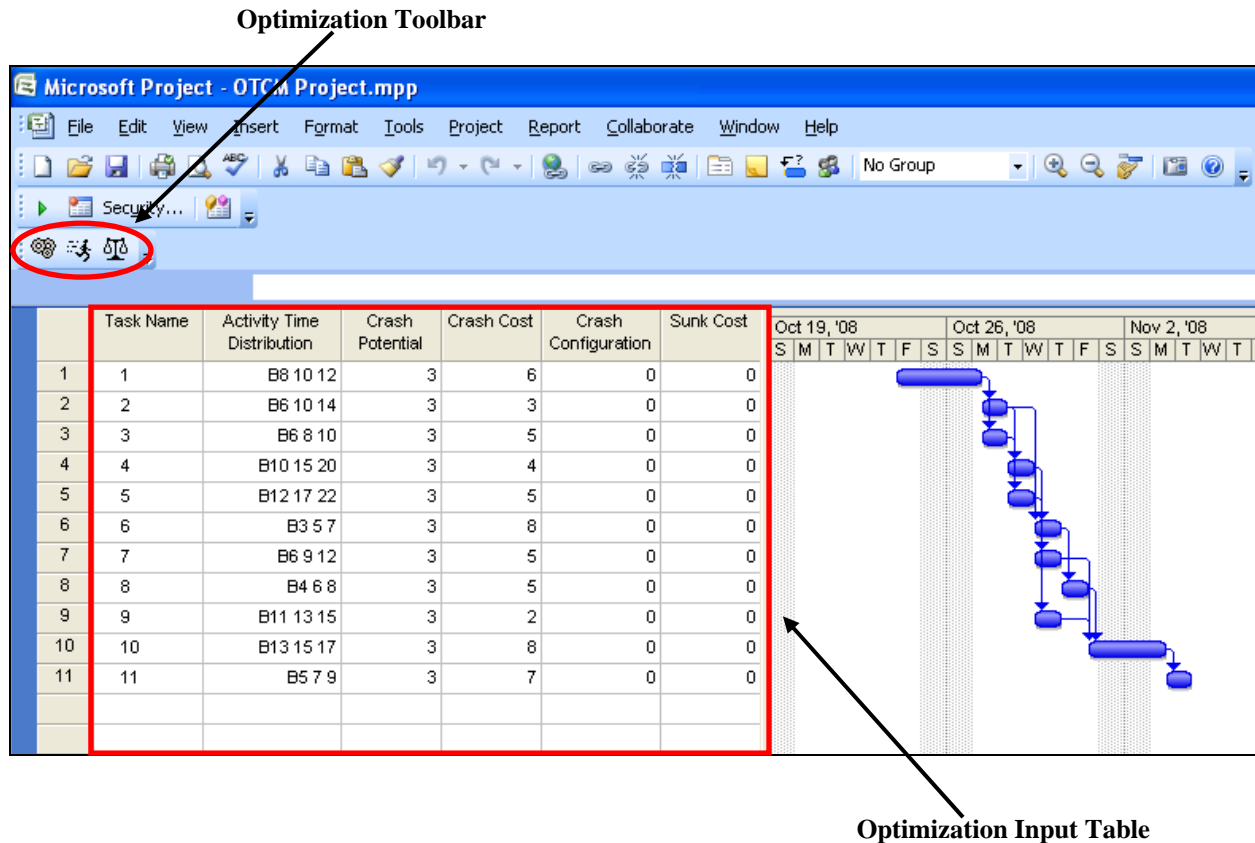 Optimization Toolbar
Microsoft Project - OTCM Project.mpp
File Edit View Insert Format Tools Project Report Collaborate Window Help
ABC No Group
Security...
Task Name Activity Time Distribution Crash Potential Crash Cost Crash Configuration Sunk Cost Oct 19, '08 Oct 26, '08 Nov 2, '08
S M T W T F S S M T W T F S S M T W T
1 1 B8 10 12 3 6 0 0
2 2 B6 10 14 3 3 0 0
3 3 B6 8 10 3 5 0 0
4 4 B10 15 20 3 4 0 0
5 5 B12 17 22 3 5 0 0
6 6 B3 5 7 3 8 0 0
7 7 B6 9 12 3 5 0 0
8 8 B4 6 8 3 5 0 0
9 9 B11 13 15 3 2 0 0
10 10 B13 15 17 3 8 0 0
11 11 B5 7 9 3 7 0 0
Optimization Input Table